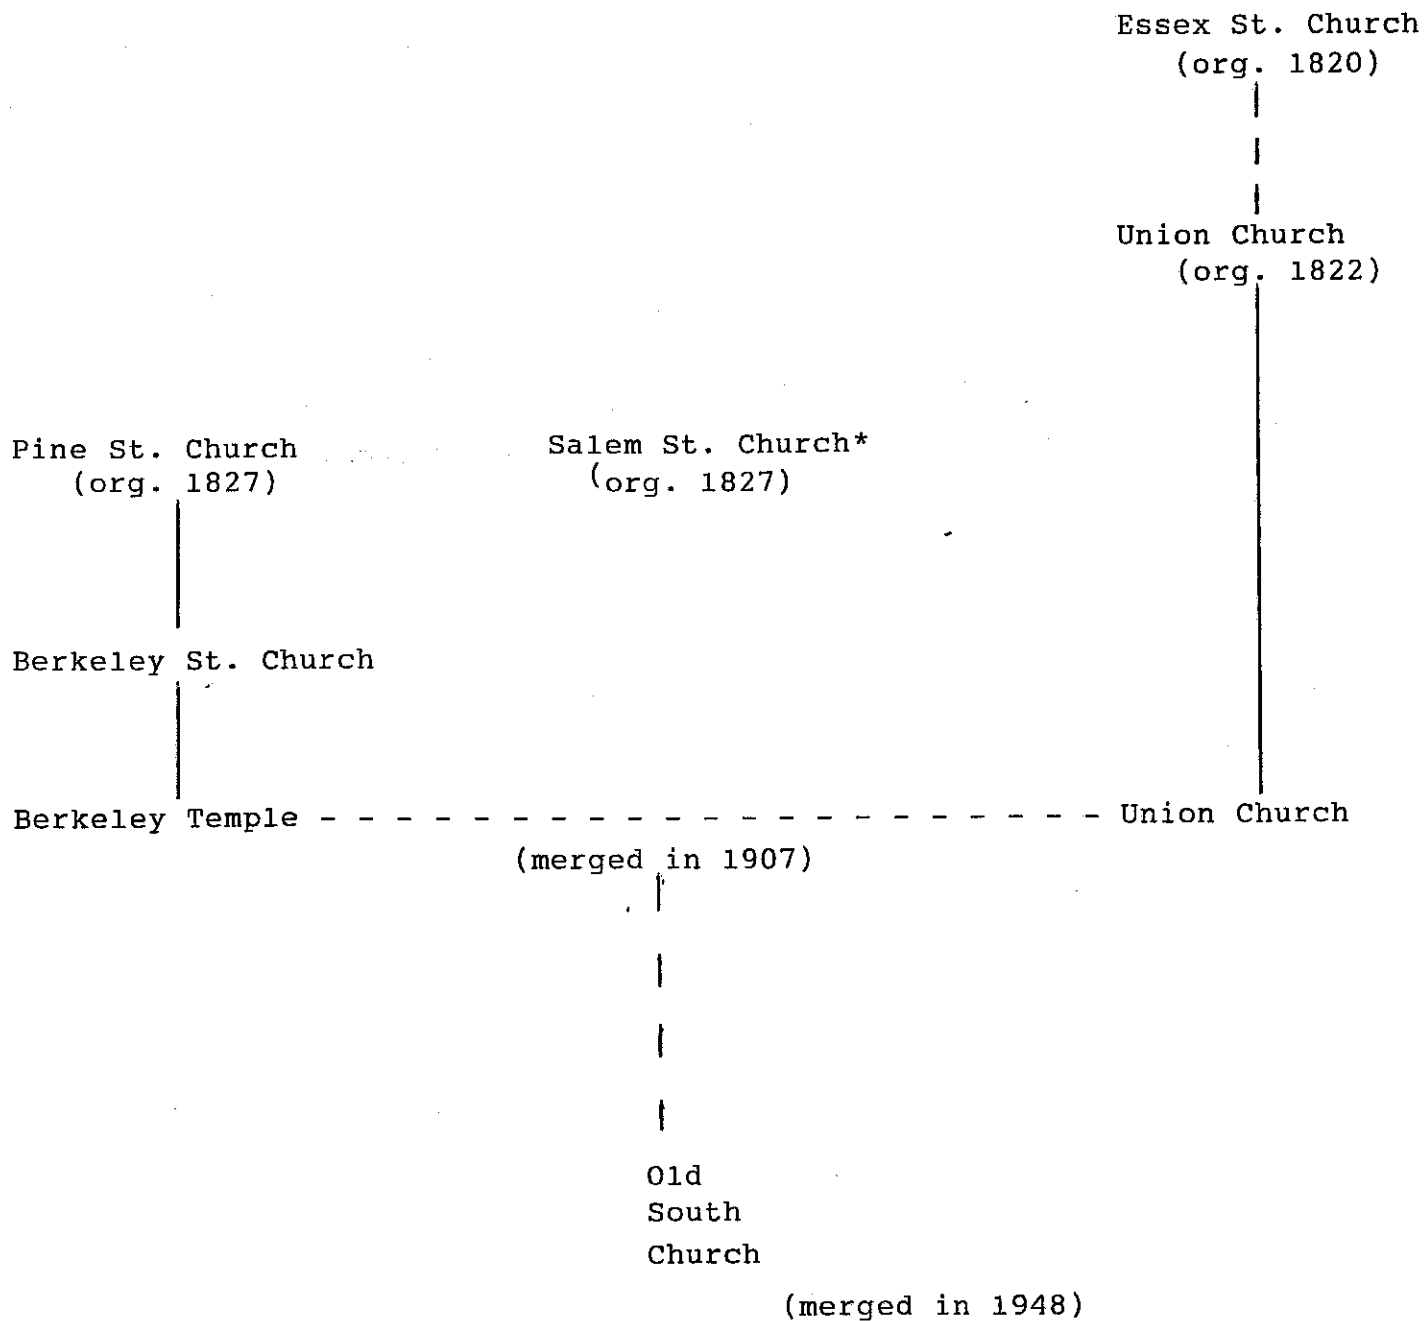 Essex St. Church
(org. 1820)
Union Church
(org. 1822)
Pine St. Church
(org. 1827)
Salem St. Church*
(org. 1827)
Berkeley St. Church
Berkeley Temple
Union Church
(merged in 1907)
Old
South
Church
(merged in 1948)